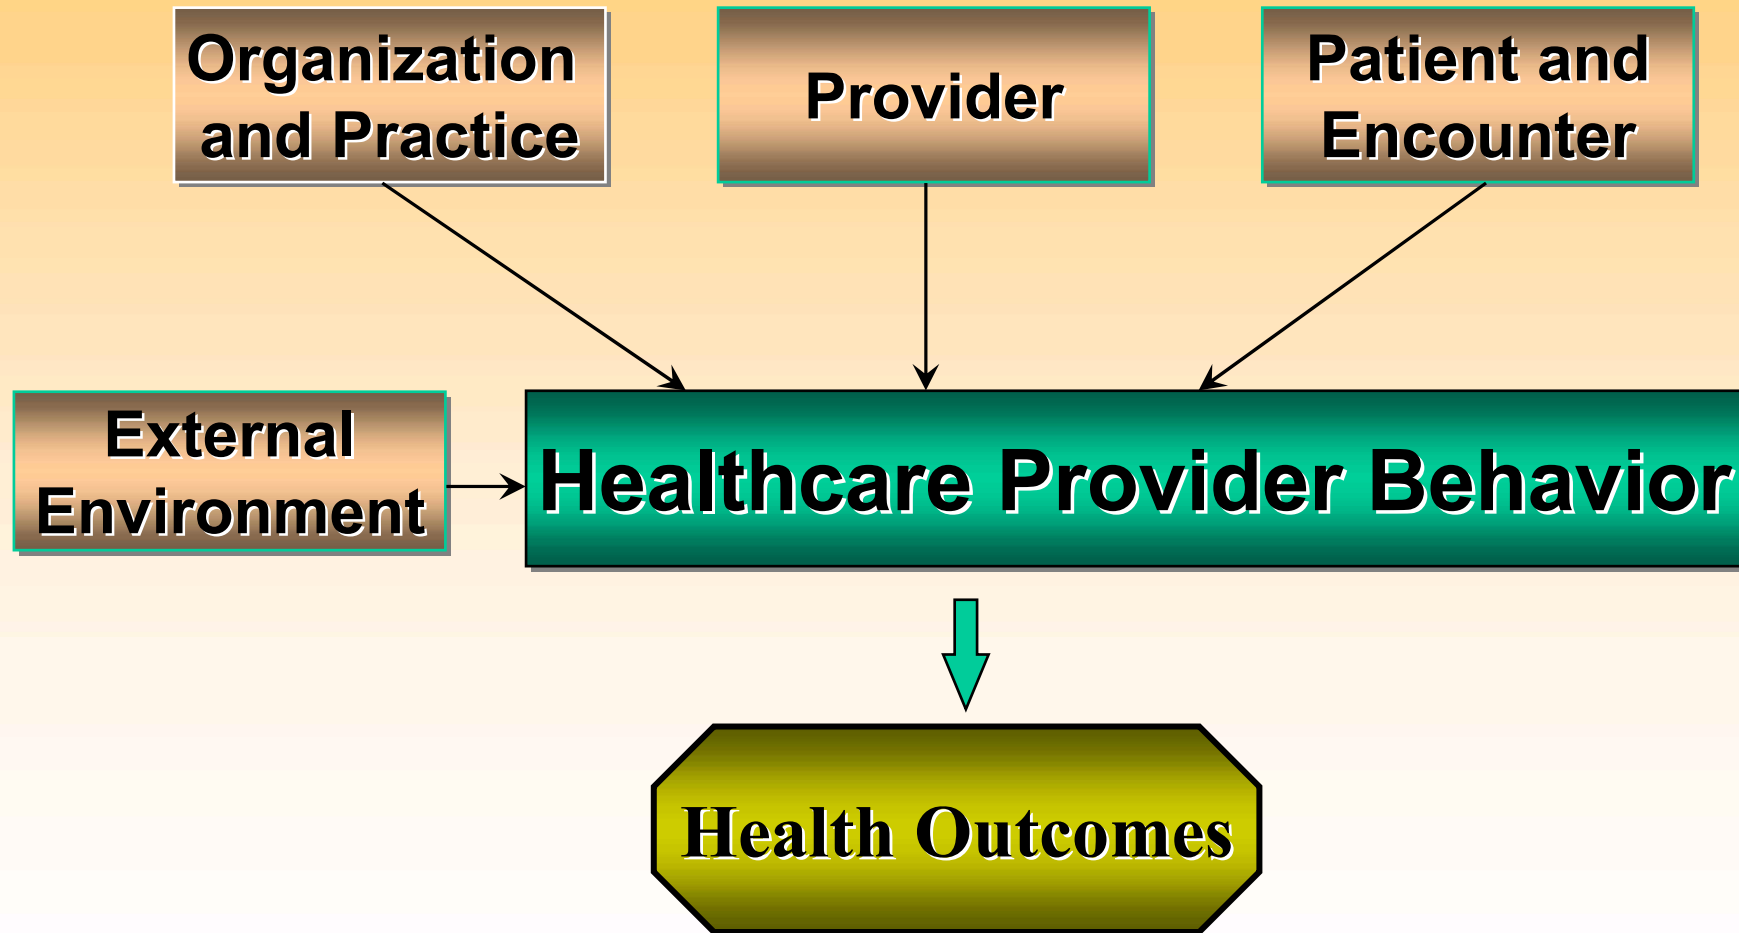 Organization
and Practice
Provider
Patient and
Encounter
External
Environment
Healthcare Provider Behavior
Health Outcomes